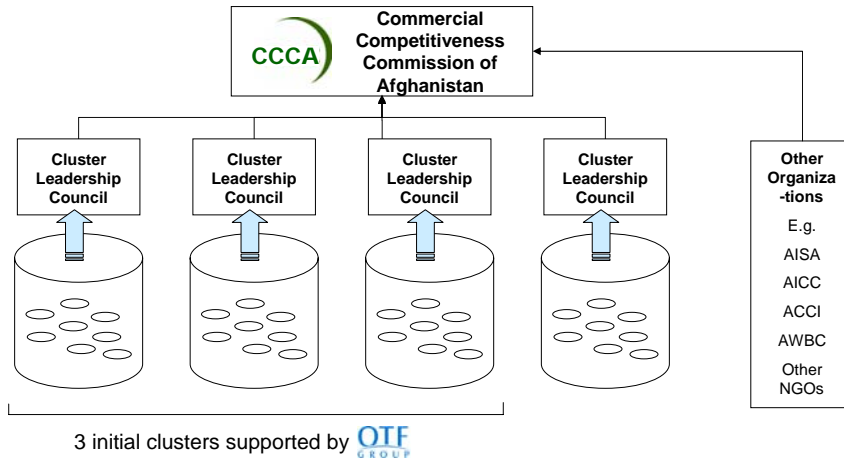 CCCA
Commercial
Competitiveness
Commission of
Afghanistan
Cluster
Leadership
Council
Cluster
Leadership
Council
Cluster
Leadership
Council
Cluster
Leadership
Council
Other
Organiza
-tions
E.g.
AISA
AICC
ACCI
AWBC
Other
NGOs
3 initial clusters supported by OTF
GROUP